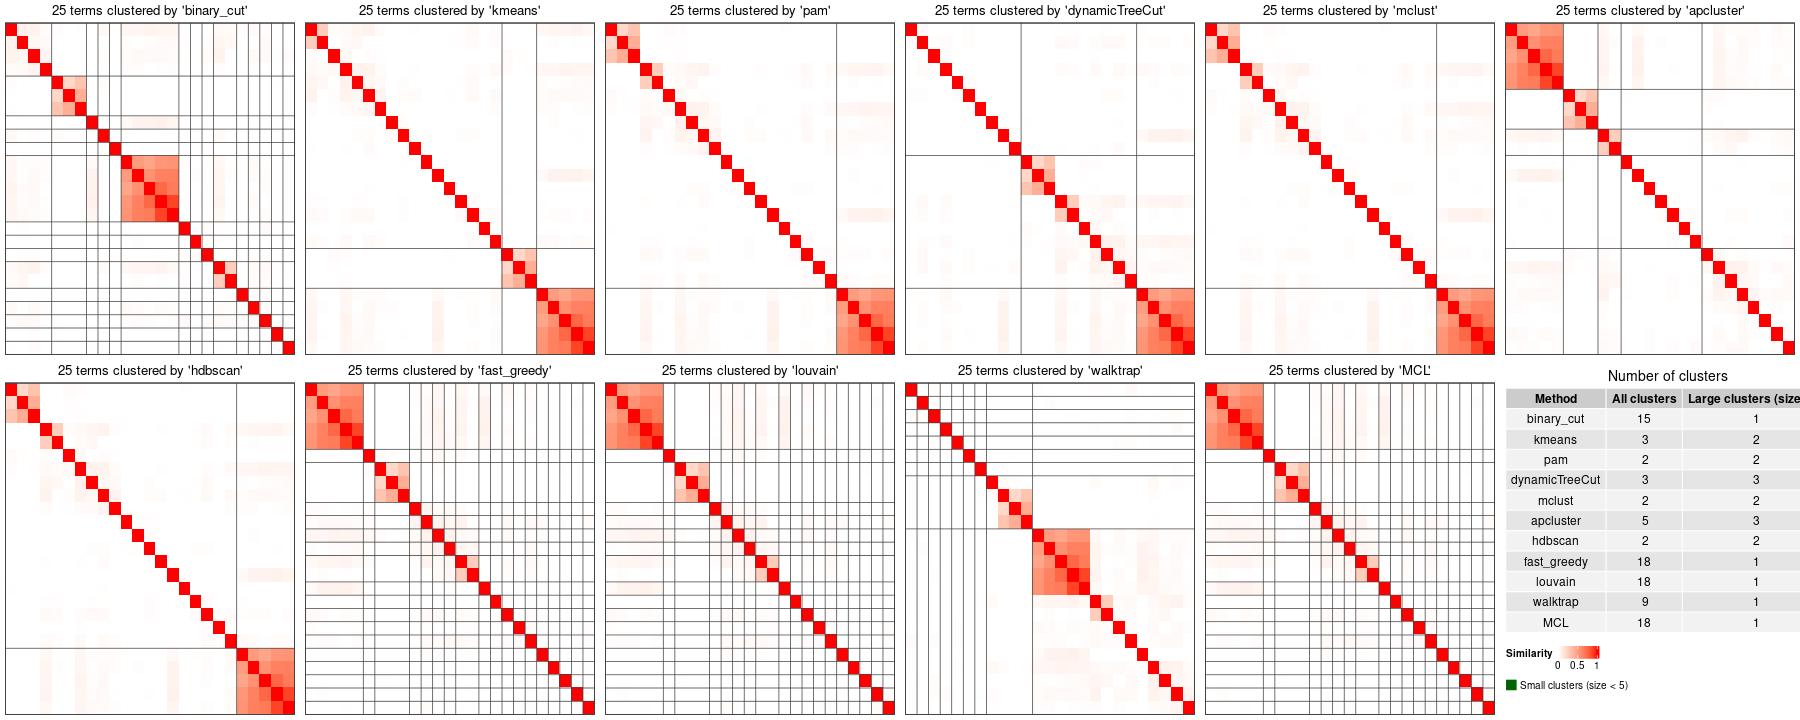 25 terms clustered by 'binary_cut'
25 terms clustered by 'kmeans'
25 terms clustered by 'pam'
25 terms clustered by 'dynamicTreeCut'
25 terms clustered by 'mclust'
25 terms clustered by 'apcluster'
25 terms clustered by 'hdbscan'
25 terms clustered by 'fast_greedy'
25 terms clustered by 'louvain'
25 terms clustered by 'walktrap'
25 terms clustered by 'MCL'
Number of clusters
Method All clusters Large clusters (size
binary_cut 15 1
kmeans 3 2
pam 2 2
dynamicTreeCut 3 3
mclust 2 2
apcluster 5 3
hdbscan 2 2
fast_greedy 18 1
louvain 18 1
walktrap 9 1
MCL 18 1
Similarity
0 0.5 1
Small clusters (size < 5)